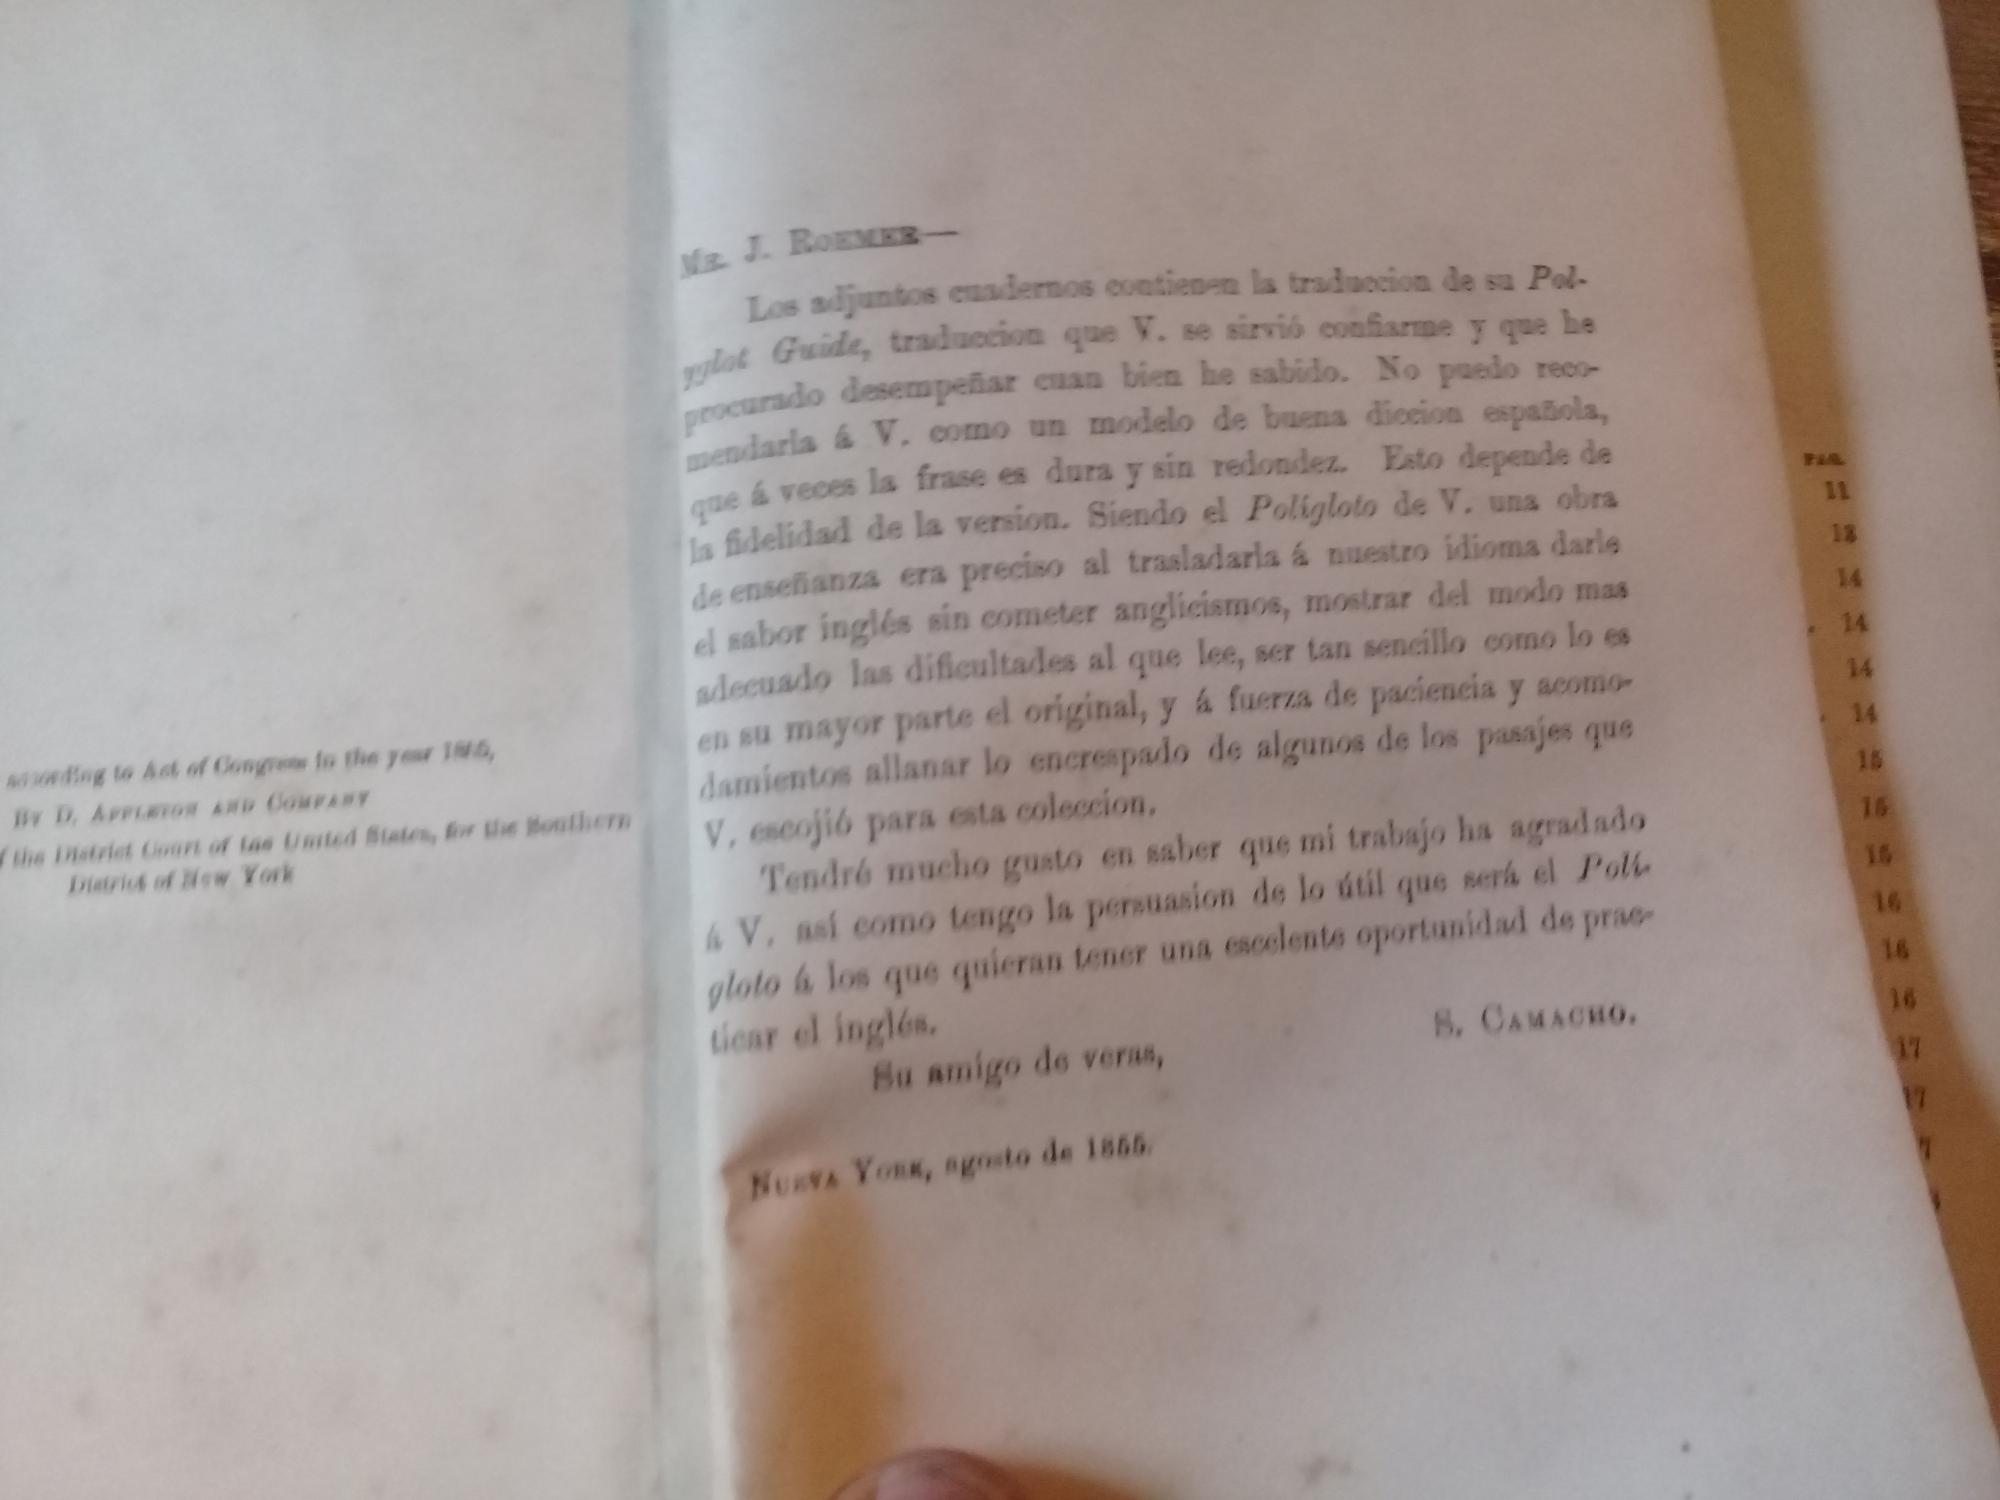 according to Act of Congress in the year 1855,
By D. Appleton and Company
the District Court of the United States, for the Southern
District of New York
Mr. J. Roemer—
Los adjuntos cuadernos contienen la traduccion de su Pol-
yglot Guide, traduccion que V. se sirvió confiarme y que he
procurado desempeñar cuan bien he sabido. No puedo reco-
mendarla á V. como un modelo de buena diccion española,
que á veces la frase es dura y sin redondez. Esto depende de
la fidelidad de la version. Siendo el Polígloto de V. una obra
de enseñanza era preciso al trasladarla á nuestro idioma darle
el sabor inglés sin cometer anglicismos, mostrar del modo mas
adecuado las dificultades al que lee, ser tan sencillo como lo es
en su mayor parte el original, y á fuerza de paciencia y acomo-
damientos allanar lo encrespado de algunos de los pasajes que
V. escojió para esta coleccion.
Tendré mucho gusto en saber que mi trabajo ha agradado
á V. así como tengo la persuasion de lo útil que será el Polí-
gloto á los que quieran tener una escelente oportunidad de prac-
ticar el inglés.
Su amigo de veras,
S. Camacho.
Nueva York, agosto de 1855.
PAG.
11
13
14
. 14
14
. 14
15
15
15
16
16
16
17
17
7